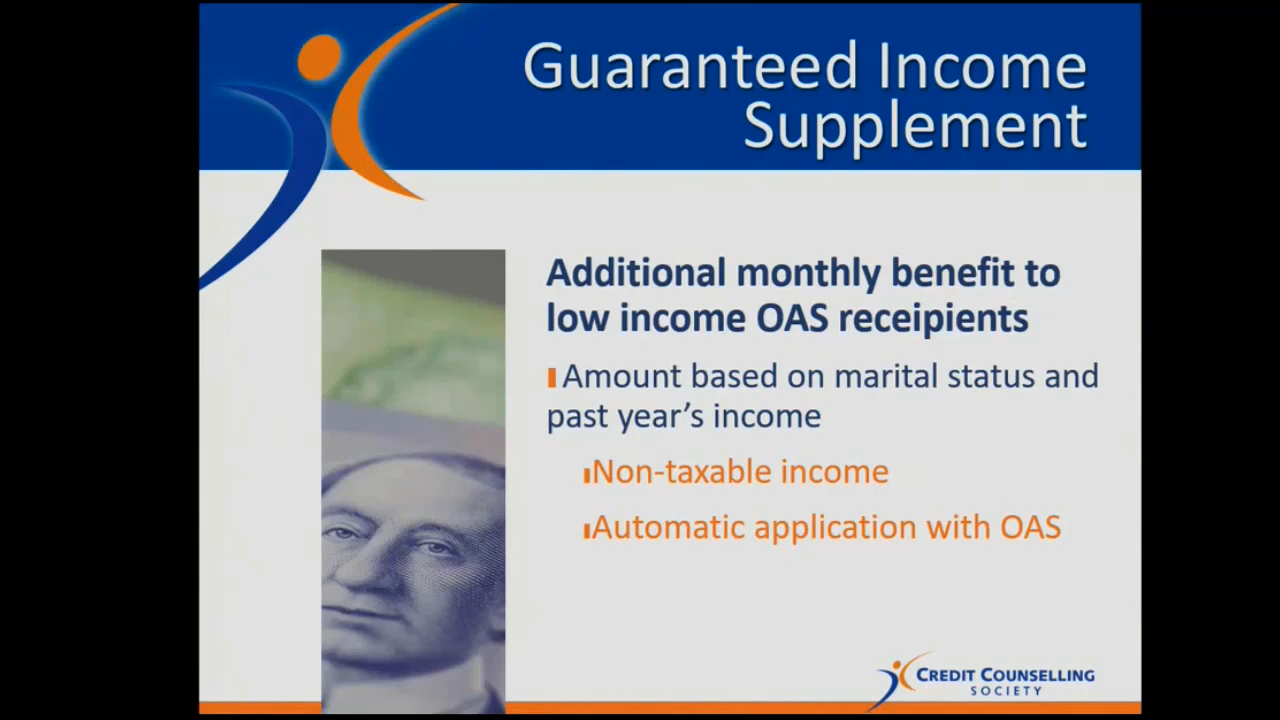 Guaranteed Income
Supplement
Additional monthly benefit to
low income OAS receipients
Amount based on marital status and
past year's income
Non-taxable income
Automatic application with OAS
CREDIT COUNSELLING
SOCIETY